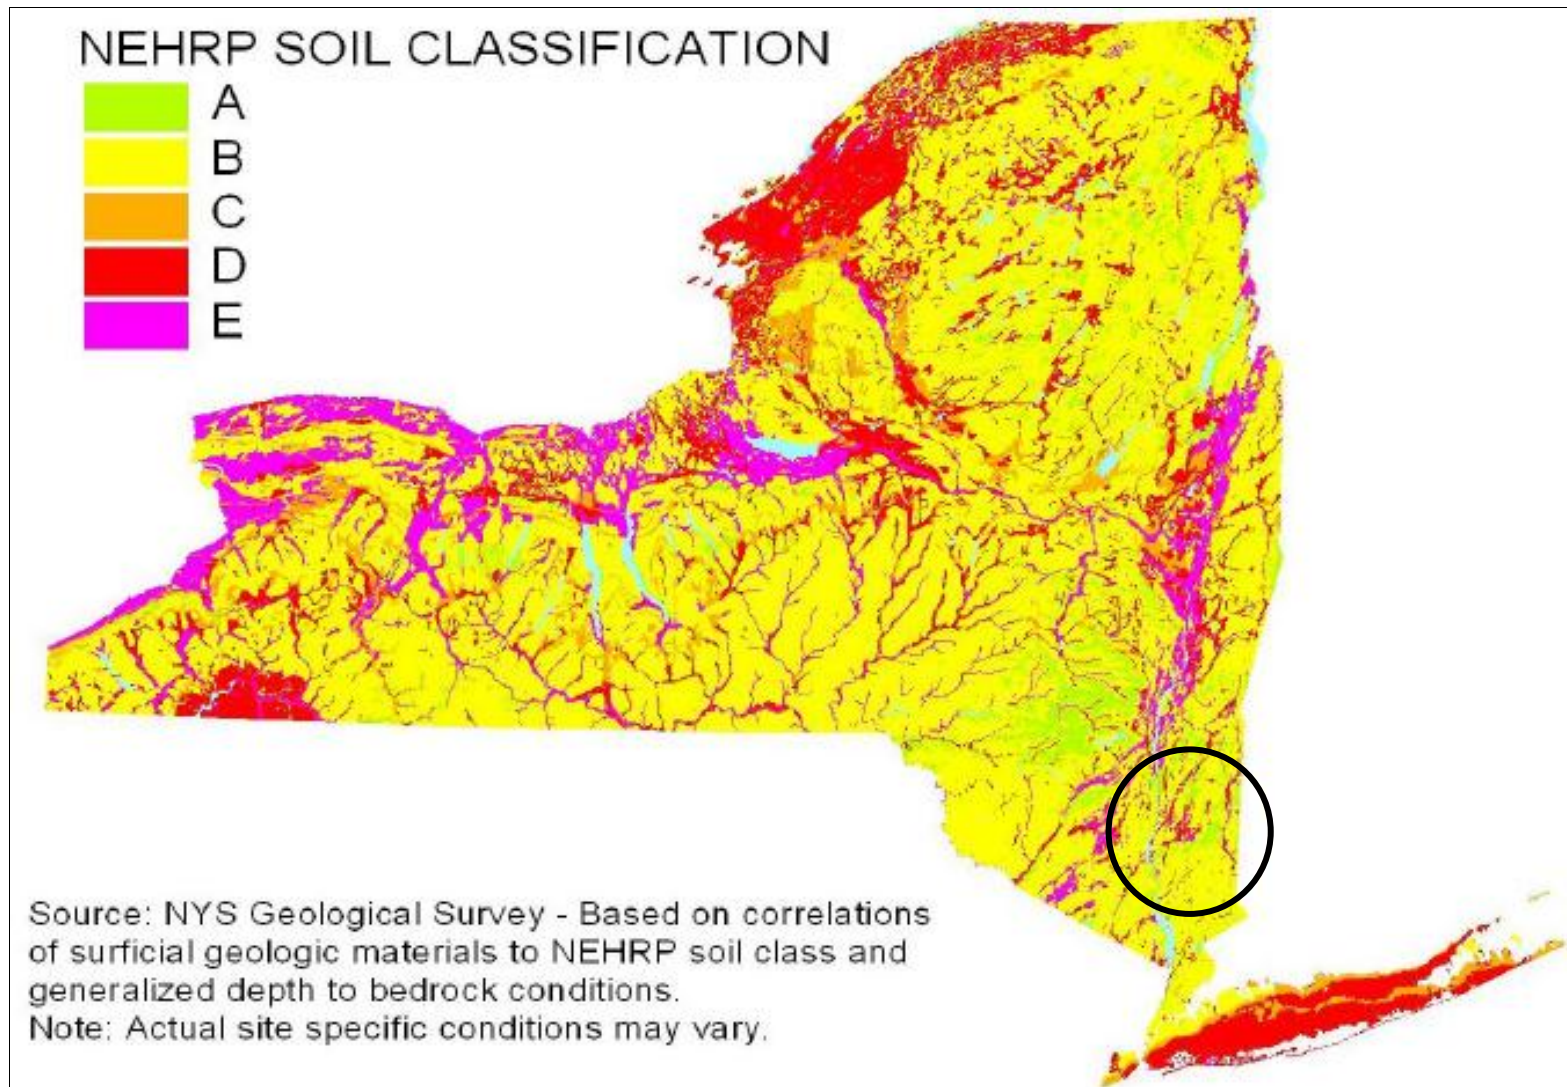 NEHRP SOIL CLASSIFICATION
A
B
C
D
E
Source: NYS Geological Survey - Based on correlations
of surficial geologic materials to NEHRP soil class and
generalized depth to bedrock conditions.
Note: Actual site specific conditions may vary.